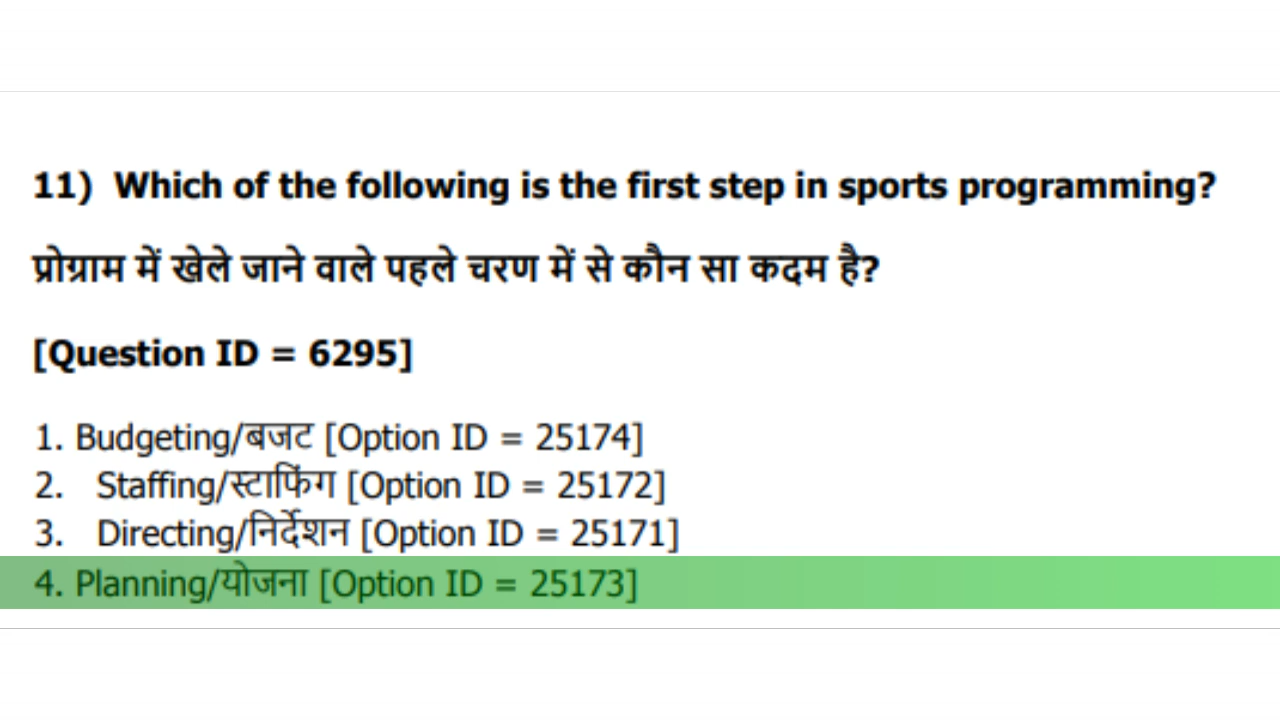 11) Which of the following is the first step in sports programming?
प्रोग्राम में खेले जाने वाले पहले चरण में से कौन सा कदम है?
[Question ID = 6295]
1. Budgeting/बजट [Option ID = 25174]
2. Staffing/स्टाफिंग [Option ID = 25172]
3. Directing/निर्देशन [Option ID = 25171]
4. Planning/योजना [Option ID = 25173]